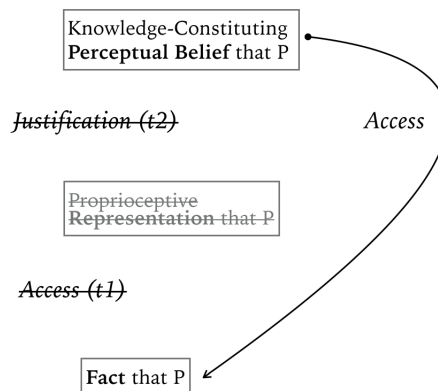 Knowledge-Constituting
Perceptual Belief that P
Justification (t2)
Access
Proprioceptive
Representation that P
Access (t1)
Fact that P